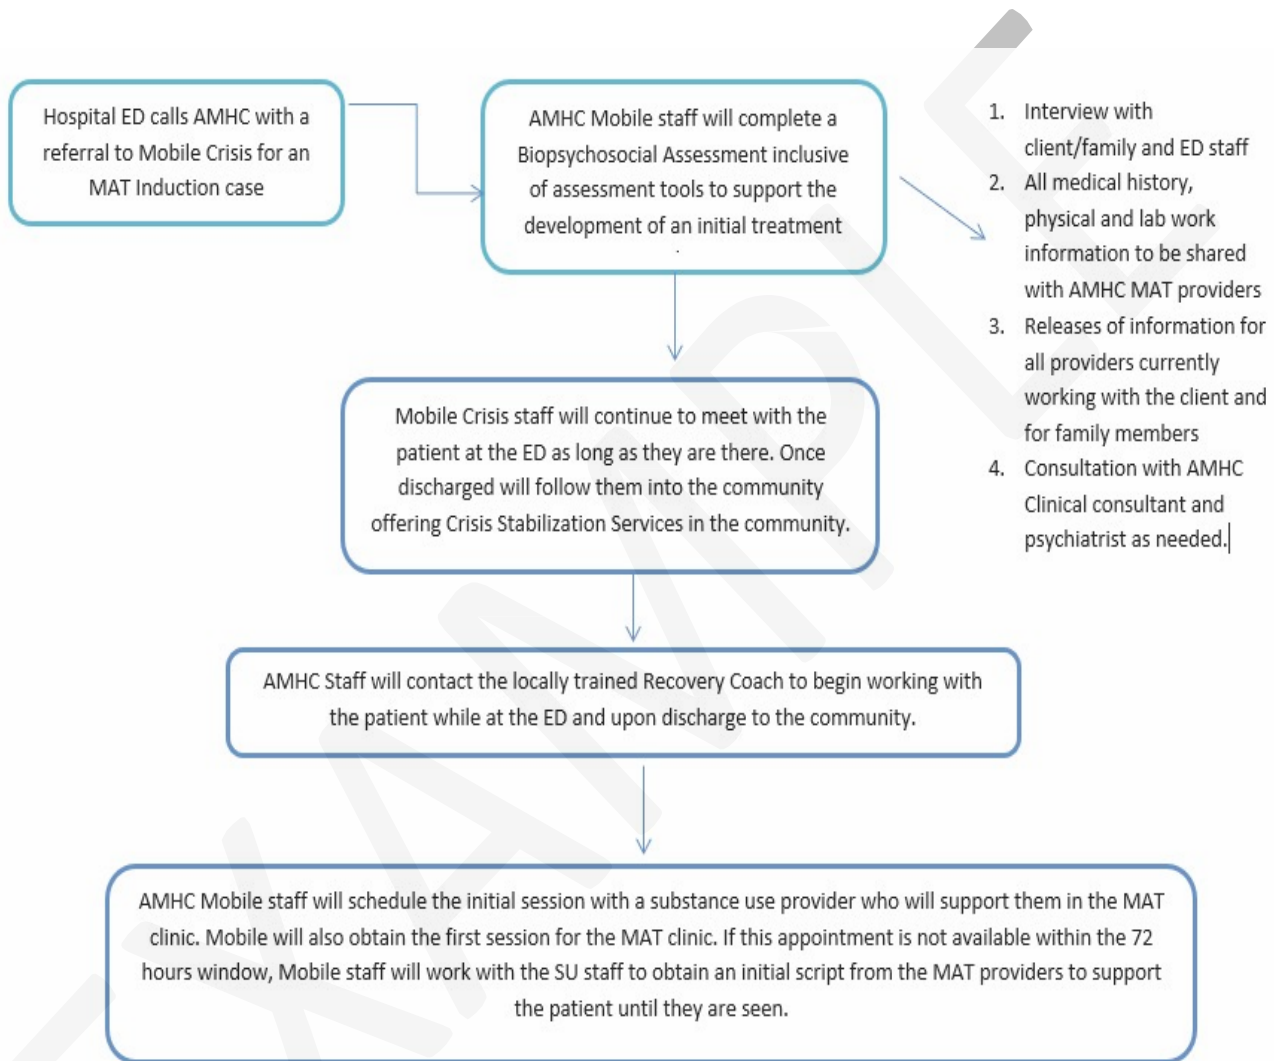 Hospital ED calls AMHC with a
referral to Mobile Crisis for an
MAT Induction case
AMHC Mobile staff will complete a
Biopsychosocial Assessment inclusive
of assessment tools to support the
development of an initial treatment
.
1. Interview with
client/family and ED staff
2. All medical history,
physical and lab work
information to be shared
with AMHC MAT providers
3. Releases of information for
all providers currently
working with the client and
for family members
4. Consultation with AMHC
Clinical consultant and
psychiatrist as needed.
Mobile Crisis staff will continue to meet with the
patient at the ED as long as they are there. Once
discharged will follow them into the community
offering Crisis Stabilization Services in the community.
AMHC Staff will contact the locally trained Recovery Coach to begin working with
the patient while at the ED and upon discharge to the community.
AMHC Mobile staff will schedule the initial session with a substance use provider who will support them in the MAT
clinic. Mobile will also obtain the first session for the MAT clinic. If this appointment is not available within the 72
hours window, Mobile staff will work with the SU staff to obtain an initial script from the MAT providers to support
the patient until they are seen.
EXAMPLE